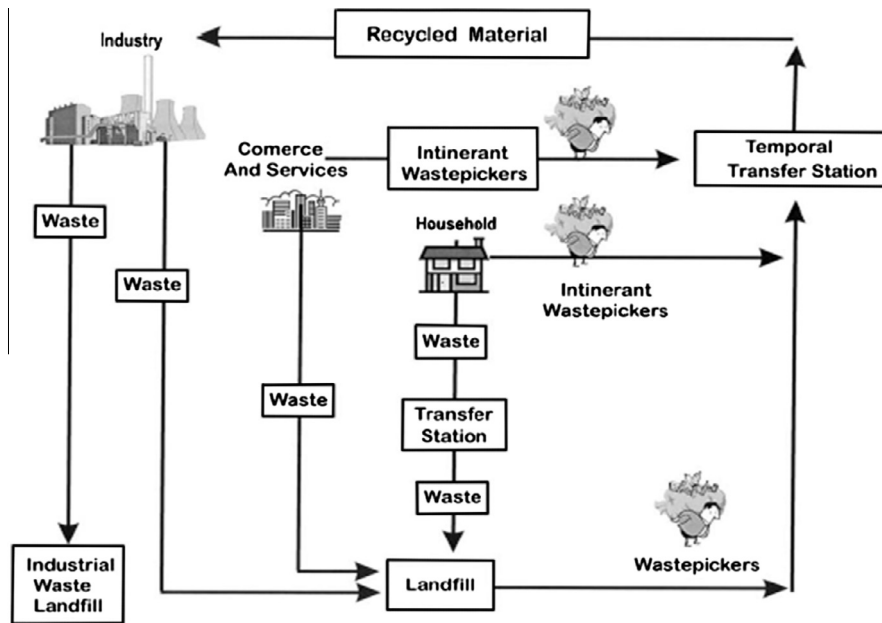 Recycled Material
Industry
Comerce
And Services
Intinerant
Wastepickers
Temporal
Transfer Station
Waste
Household
Waste
Intinerant
Wastepickers
Waste
Waste
Transfer
Station
Waste
Wastepickers
Industrial
Waste
Landfill
Landfill